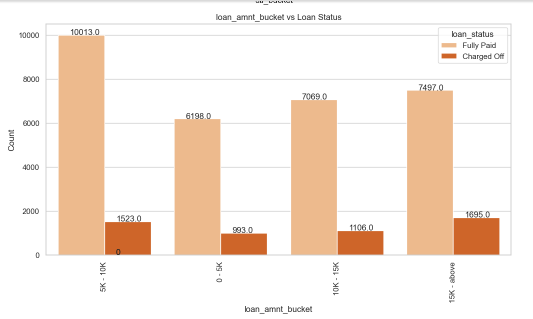 loan_amnt_bucket vs Loan Status
loan_status
Fully Paid
Charged Off
Count
10000
8000
6000
4000
2000
0
10013.0
1523.0
0
6198.0
993.0
7069.0
1106.0
7497.0
1695.0
5K - 10K
0 - 5K
10K - 15K
15K - above
loan_amnt_bucket